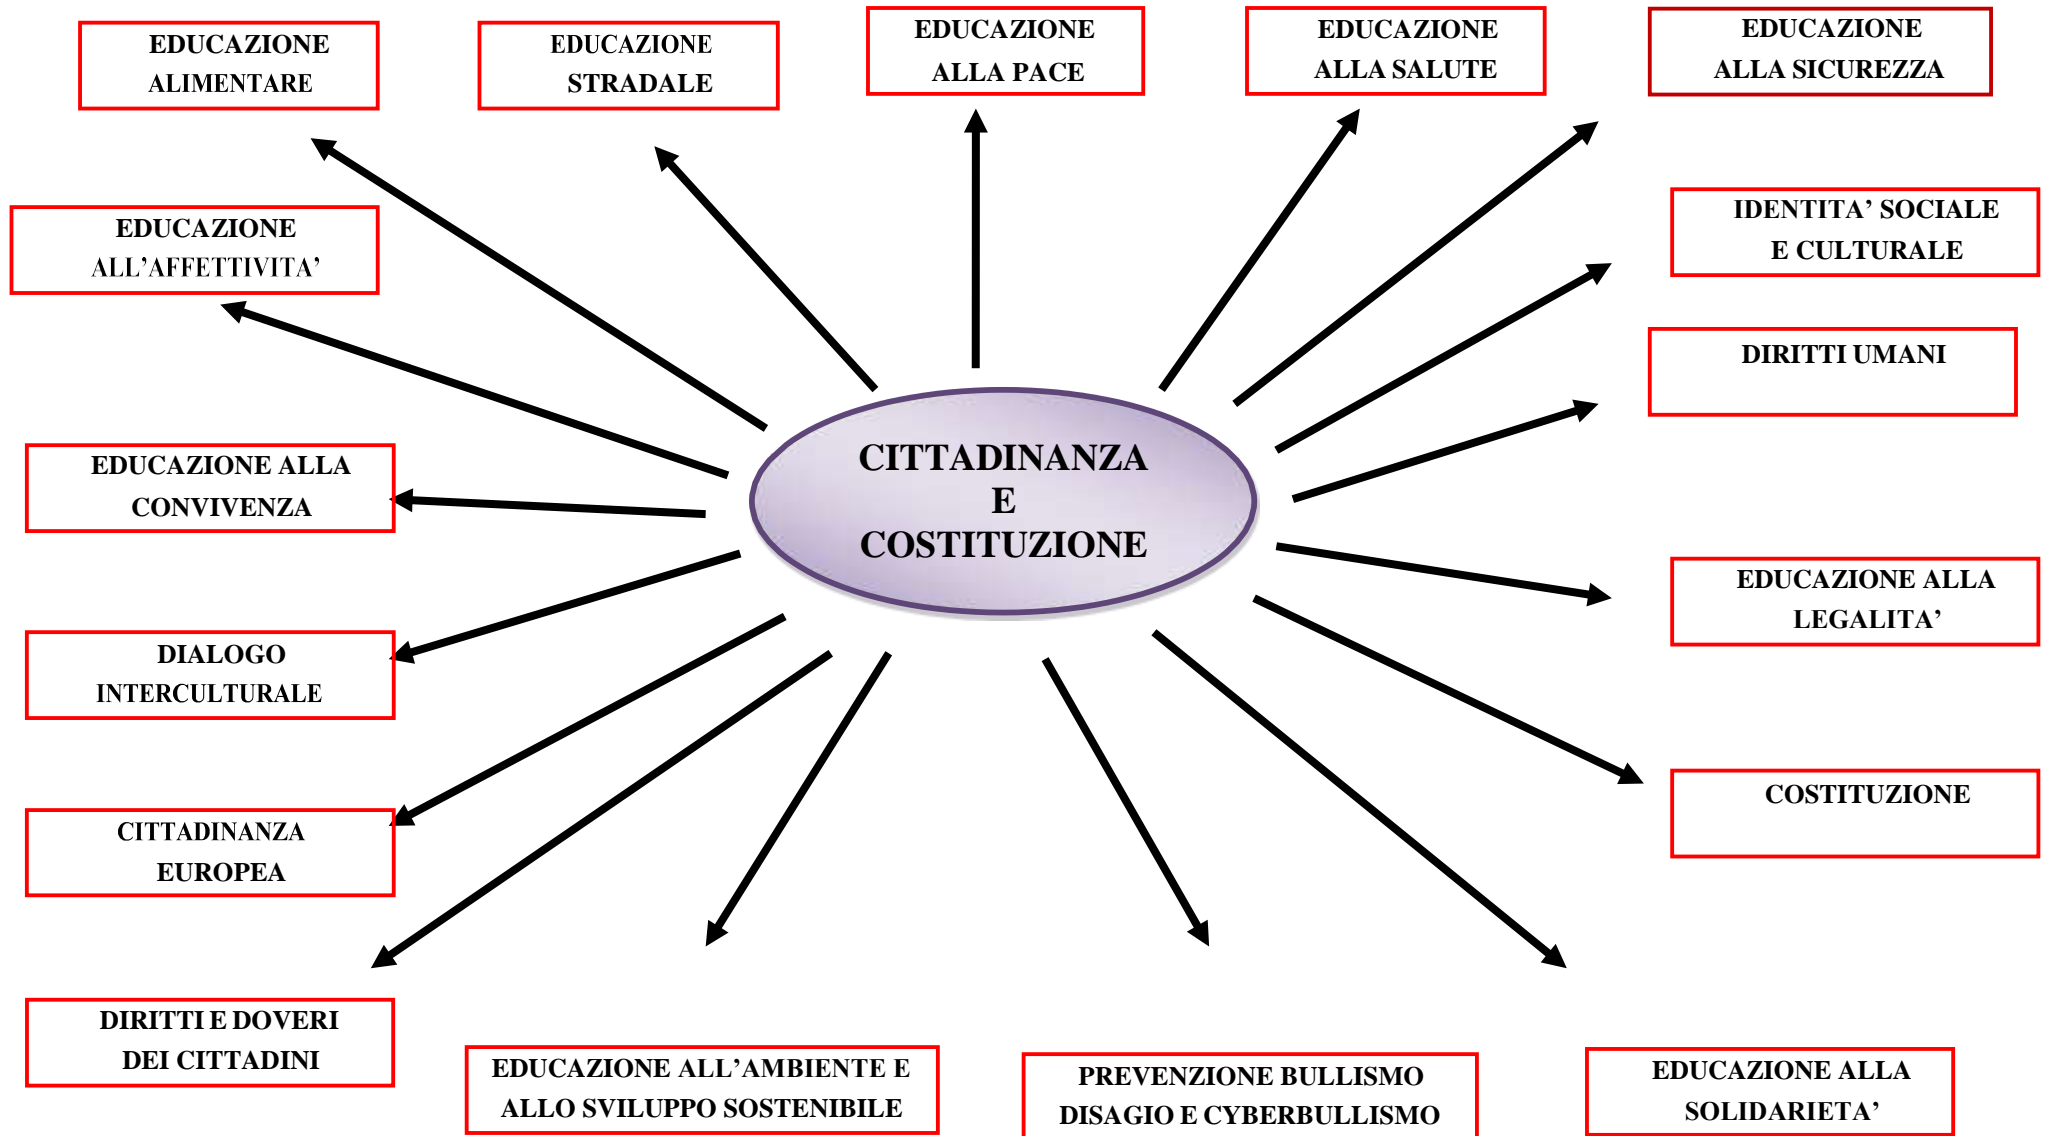 EDUCAZIONE
ALIMENTARE
EDUCAZIONE
STRADALE
EDUCAZIONE
ALLA PACE
EDUCAZIONE
ALLA SALUTE
EDUCAZIONE
ALLA SICUREZZA
EDUCAZIONE
ALL’AFFETTIVITA’
IDENTITA’ SOCIALE
E CULTURALE
DIRITTI UMANI
EDUCAZIONE ALLA
CONVIVENZA
CITTADINANZA
E
COSTITUZIONE
EDUCAZIONE ALLA
LEGALITA’
DIALOGO
INTERCULTURALE
COSTITUZIONE
CITTADINANZA
EUROPEA
DIRITTI E DOVERI
DEI CITTADINI
EDUCAZIONE ALL’AMBIENTE E
ALLO SVILUPPO SOSTENIBILE
PREVENZIONE BULLISMO
DISAGIO E CYBERBULLISMO
EDUCAZIONE ALLA
SOLIDARIETA’